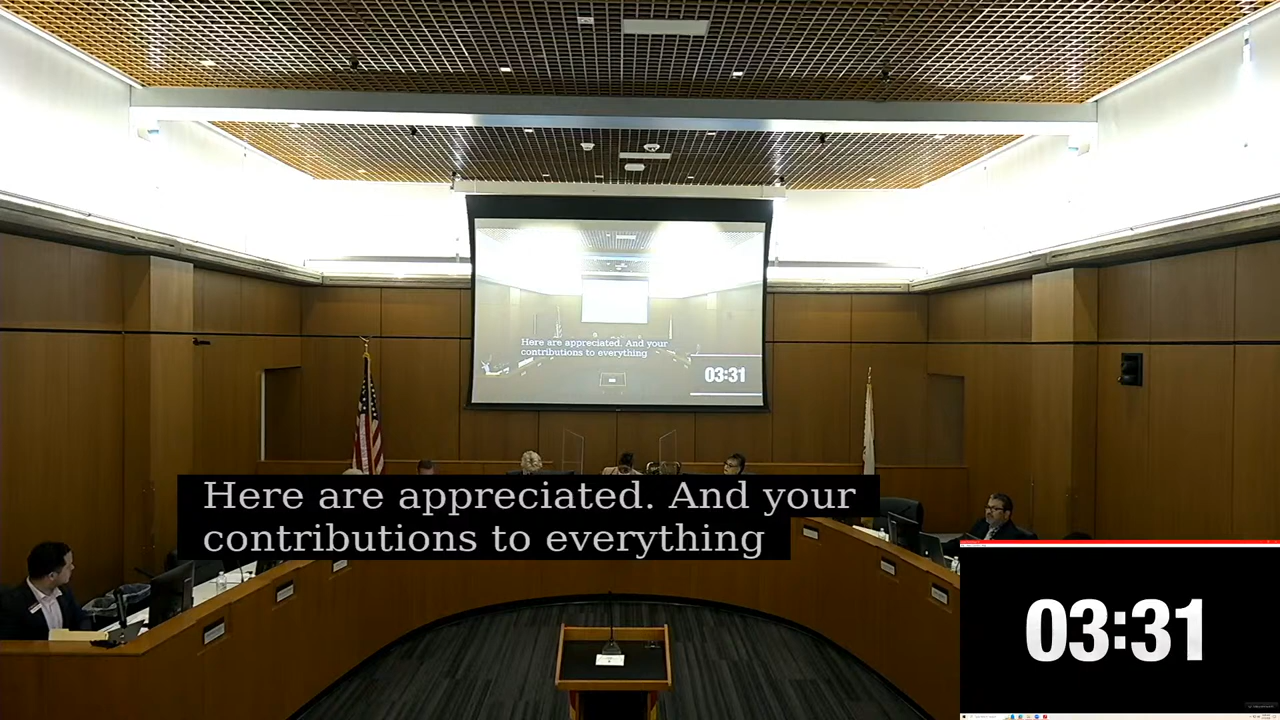 Here are appreciated. And your
contributions to everything
03:31
Here are appreciated. And your
contributions to everything
03:31